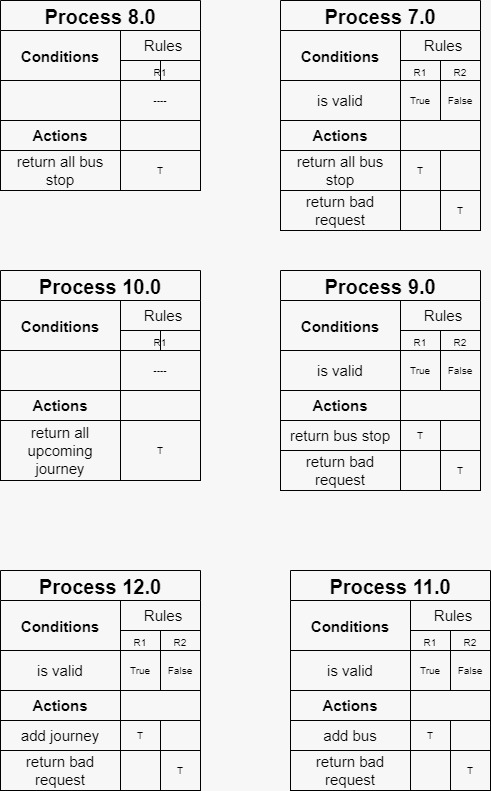 Process 8.0
Conditions
Rules
R1
----
Actions
return all bus
stop
T
Process 7.0
Conditions
Rules
R1 R2
is valid True False
Actions
return all bus
stop
T
return bad
request
T
Process 10.0
Conditions
Rules
R1
----
Actions
return all
upcoming
journey
T
Process 9.0
Conditions
Rules
R1 R2
is valid True False
Actions
return bus stop T
return bad
request
T
Process 12.0
Conditions
Rules
R1 R2
is valid True False
Actions
add journey T
return bad
request
T
Process 11.0
Conditions
Rules
R1 R2
is valid True False
Actions
add bus T
return bad
request
T